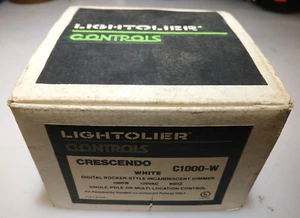 LIGHTOLIER
CONTROLS
LIGHTOLIER
CONTROLS
CRESCENDO C1000-W
WHITE
DIGITAL ROCKER-STYLE INCANDESCENT DIMMER
1000W 120VAC 60HZ
SINGLE POLE OR MULTI LOCATION CONTROL